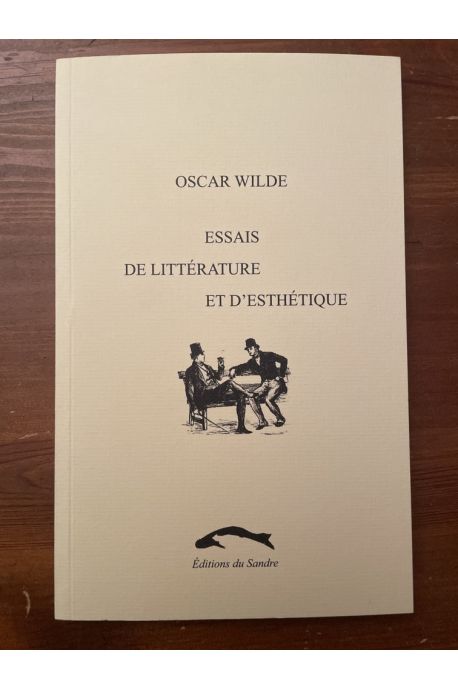 OSCAR WILDE
ESSAIS
DE LITTÉRATURE
ET D'ESTHÉTIQUE
Éditions du Sandre